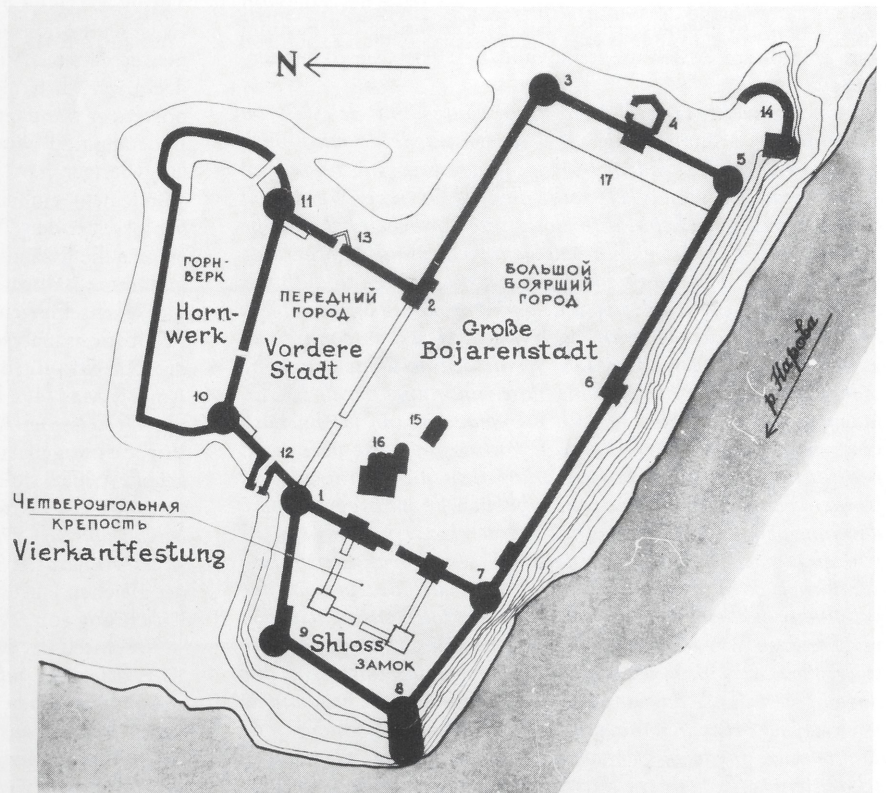 N
3
4
14
5
17
11
13
2
ГОРН-
ВЕРК
Horn-
werk
ПЕРЕДНИЙ
ГОРОД
Vordere
Stadt
БОЛЬШОЙ
БОЯРШИЙ
ГОРОД
Große
Bojarenstadt
р. Нарова
6
10
15
16
12
1
ЧЕТВЕРОУГОЛЬНАЯ
КРЕПОСТЬ
Vierkantfestung
7
9
Shloss
ЗАМОК
8